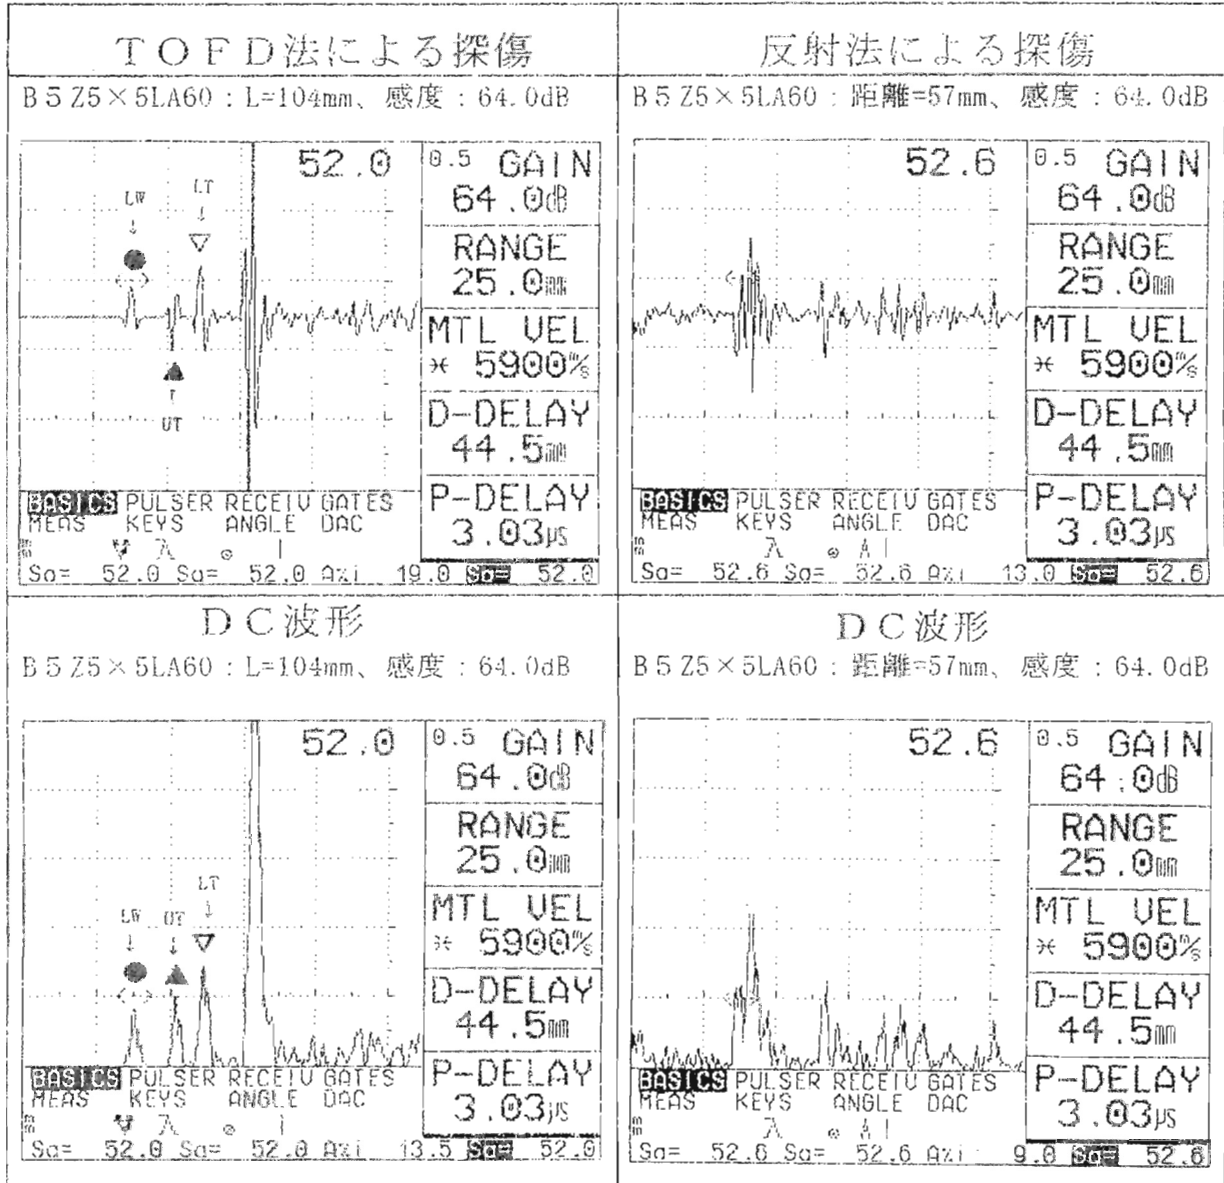 TOFD法による探傷
B5Z5×5LA60：L=104mm、感度：64.0dB
52.0
LW
LT
UT
0.5 GAIN
64.0dB
RANGE
25.0mm
MTL VEL
5900m/s
D-DELAY
44.5mm
P-DELAY
3.03μs
BASICS PULSER RECEIV GATES
MEAS KEYS ANGLE DAC
Sa= 52.0 Sa= 52.0 A%1 19.0 Sa= 52.0
反射法による探傷
B5Z5×5LA60：距離=57mm、感度：64.0dB
52.6
0.5 GAIN
64.0dB
RANGE
25.0mm
MTL VEL
5900m/s
D-DELAY
44.5mm
P-DELAY
3.03μs
BASICS PULSER RECEIV GATES
MEAS KEYS ANGLE DAC
Sa= 52.6 Sa= 52.6 A%1 13.0 Sa= 52.6
DC波形
B5Z5×5LA60：L=104mm、感度：64.0dB
52.0
LT
LW UT
0.5 GAIN
64.0dB
RANGE
25.0mm
MTL VEL
5900m/s
D-DELAY
44.5mm
P-DELAY
3.03μs
BASICS PULSER RECEIV GATES
MEAS KEYS ANGLE DAC
Sa= 52.0 Sa= 52.0 A%1 13.5 Sa= 52.0
DC波形
B5Z5×5LA60：距離=57mm、感度：64.0dB
52.6
0.5 GAIN
64.0dB
RANGE
25.0mm
MTL VEL
5900m/s
D-DELAY
44.5mm
P-DELAY
3.03μs
BASICS PULSER RECEIV GATES
MEAS KEYS ANGLE DAC
Sa= 52.6 Sa= 52.6 A%1 9.0 Sa= 52.6